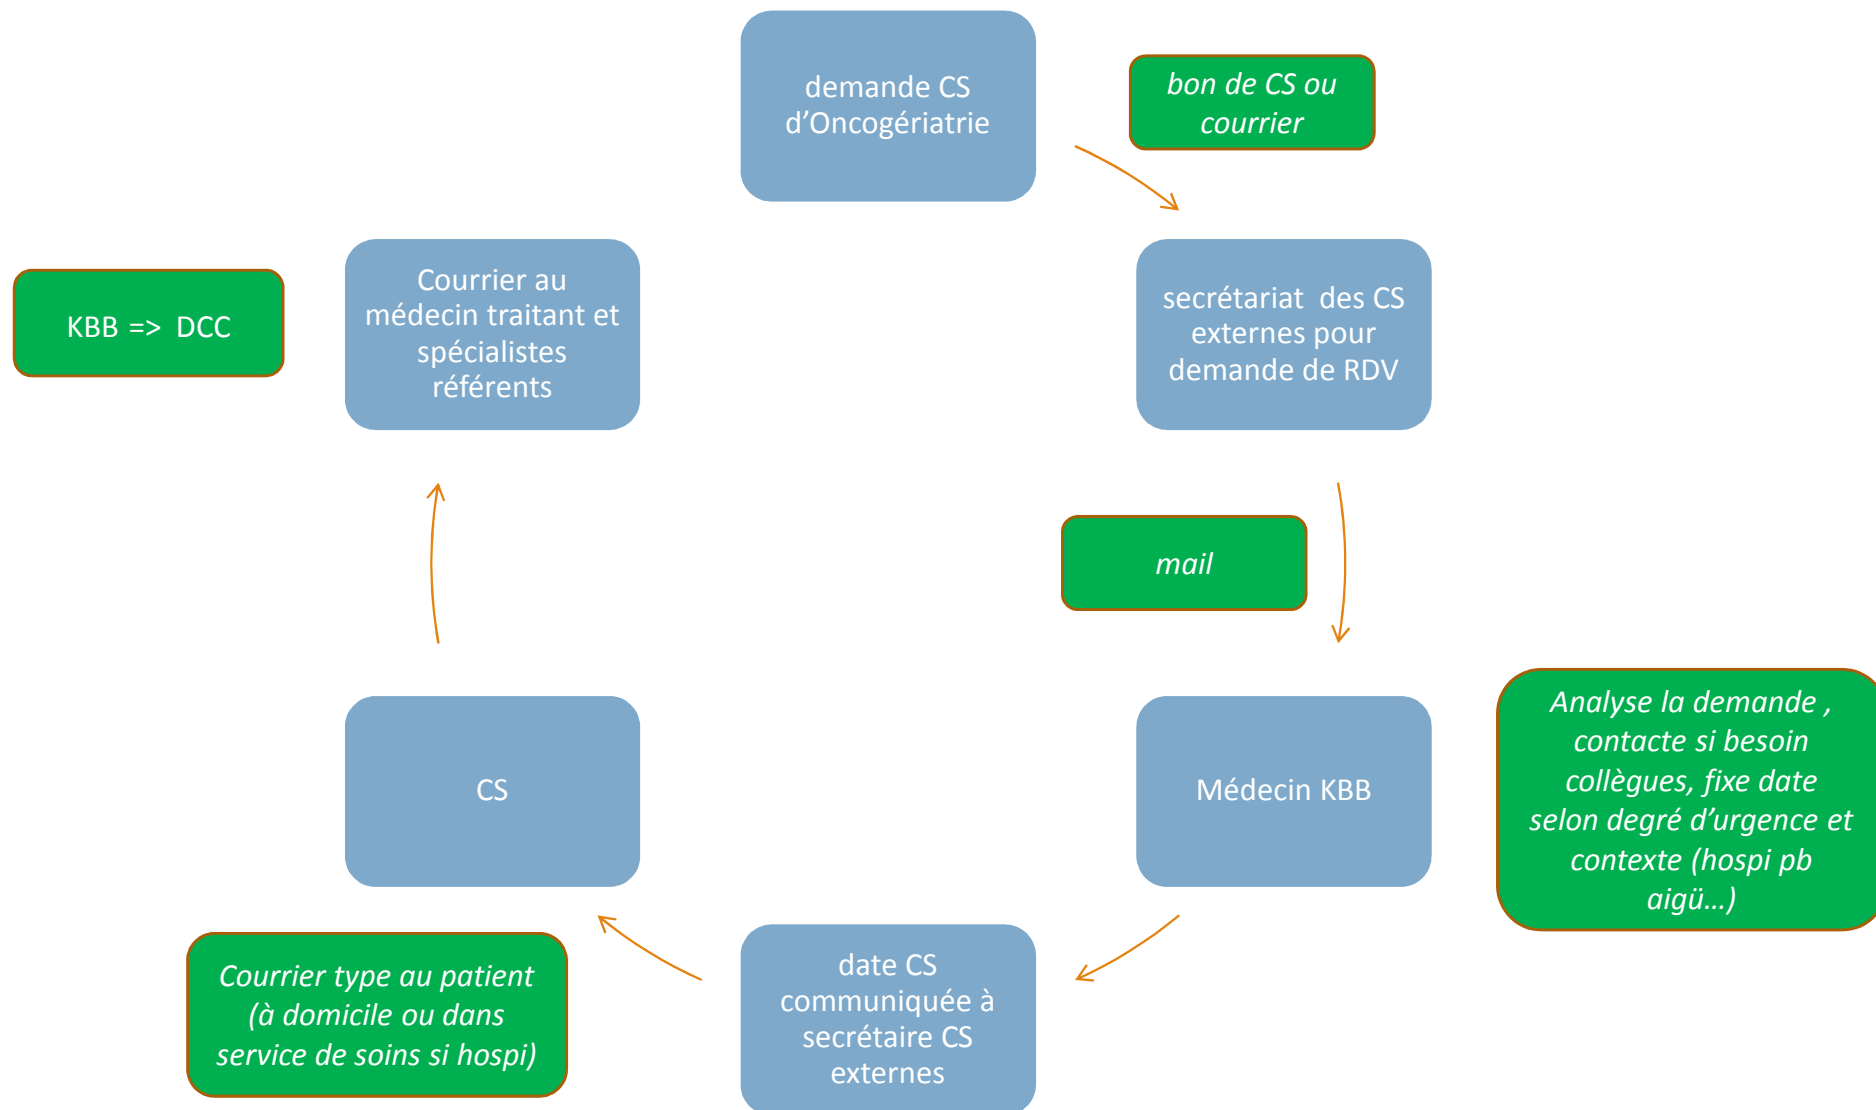 demande CS
d’Oncogériatrie
bon de CS ou
courrier
secrétariat des CS
externes pour
demande de RDV
mail
Médecin KBB
Analyse la demande ,
contacte si besoin
collègues, fixe date
selon degré d’urgence et
contexte (hospi pb
aigü…)
date CS
communiquée à
secrétaire CS
externes
Courrier type au patient
(à domicile ou dans
service de soins si hospi)
CS
Courrier au
médecin traitant et
spécialistes
référents
KBB => DCC